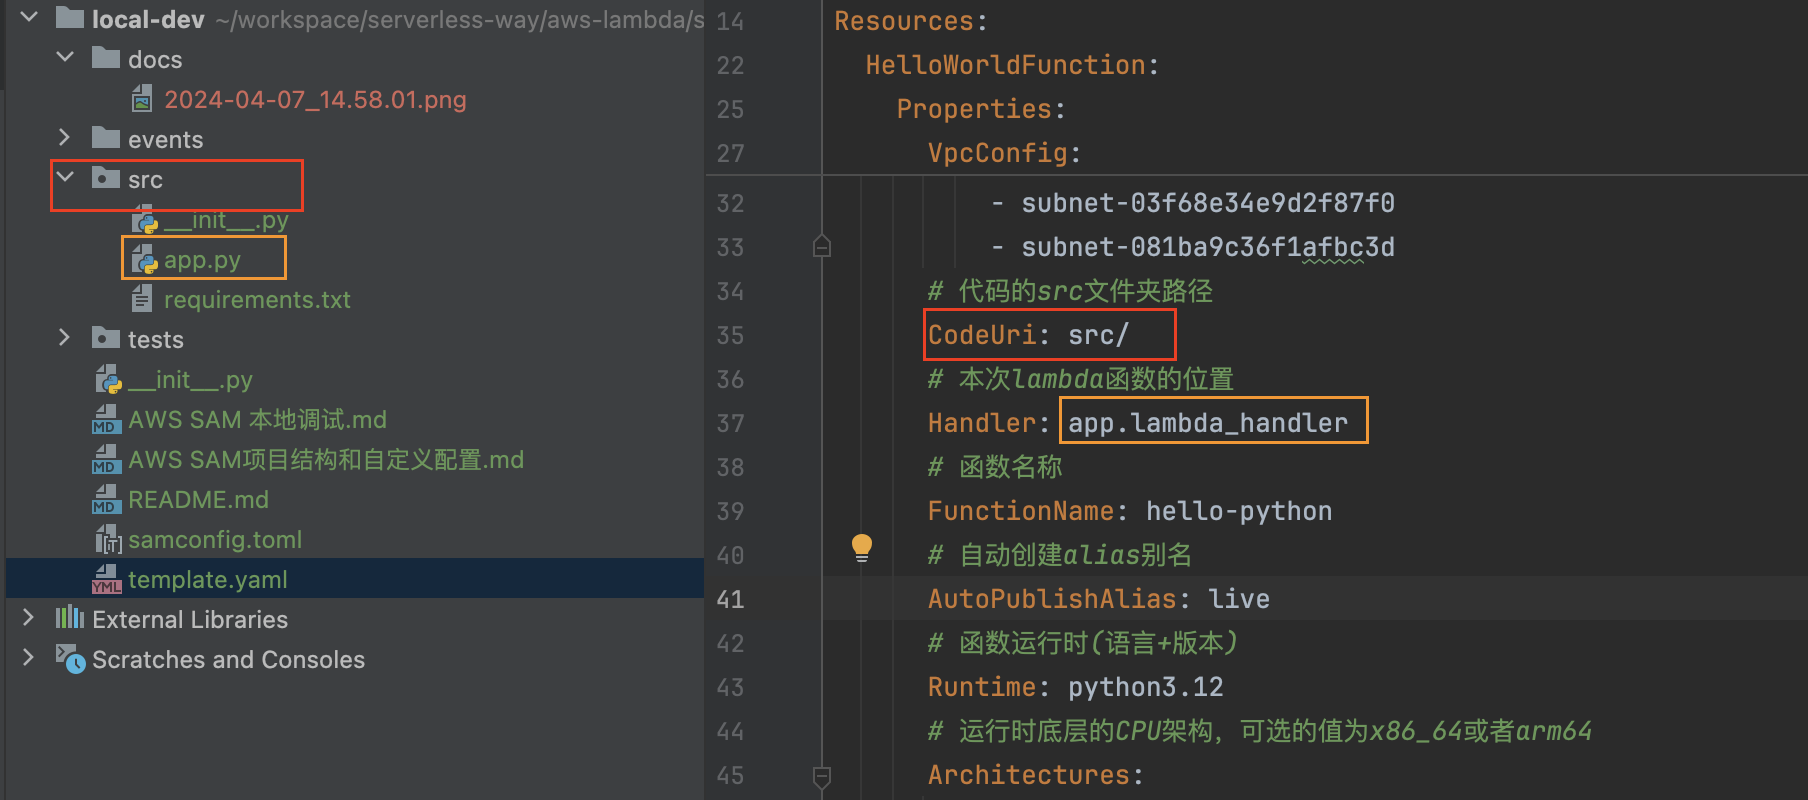 local-dev ~/workspace/serverless-way/aws-lambda/s
docs
2024-04-07_14.58.01.png
events
src
__init__.py
app.py
requirements.txt
tests
__init__.py
AWS SAM 本地调试.md
AWS SAM项目结构和自定义配置.md
README.md
samconfig.toml
template.yaml
External Libraries
Scratches and Consoles
14 Resources:
22 HelloWorldFunction:
25 Properties:
27 VpcConfig:
32 - subnet-03f68e34e9d2f87f0
33 - subnet-081ba9c36f1afbc3d
34 # 代码的src文件夹路径
35 CodeUri: src/
36 # 本次lambda函数的位置
37 Handler: app.lambda_handler
38 # 函数名称
39 FunctionName: hello-python
40 # 自动创建alias别名
41 AutoPublishAlias: live
42 # 函数运行时(语言+版本)
43 Runtime: python3.12
44 # 运行时底层的CPU架构，可选的值为x86_64或者arm64
45 Architectures: